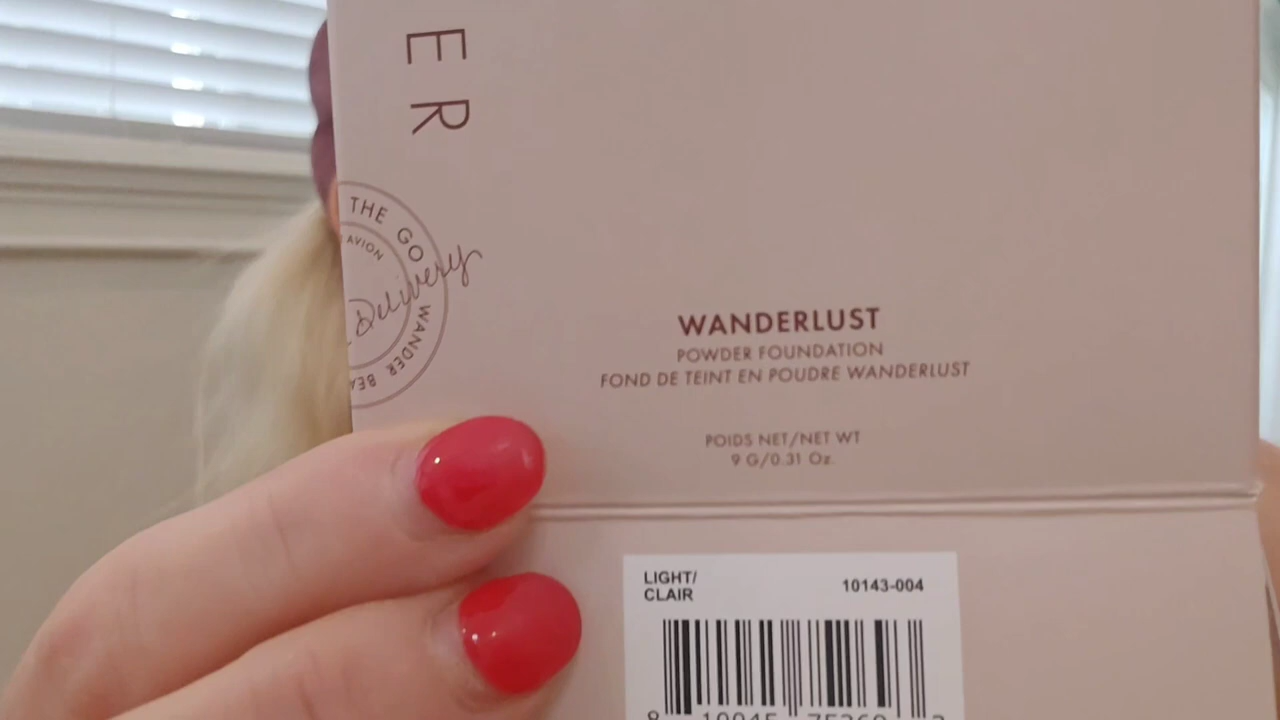 E R
THE GO
AVION
Delivery
WANDER
WANDERLUST
POWDER FOUNDATION
FOND DE TEINT EN POUDRE WANDERLUST
POIDS NET/NET WT
9 G/0.31 Oz.
LIGHT/
CLAIR
10143-004